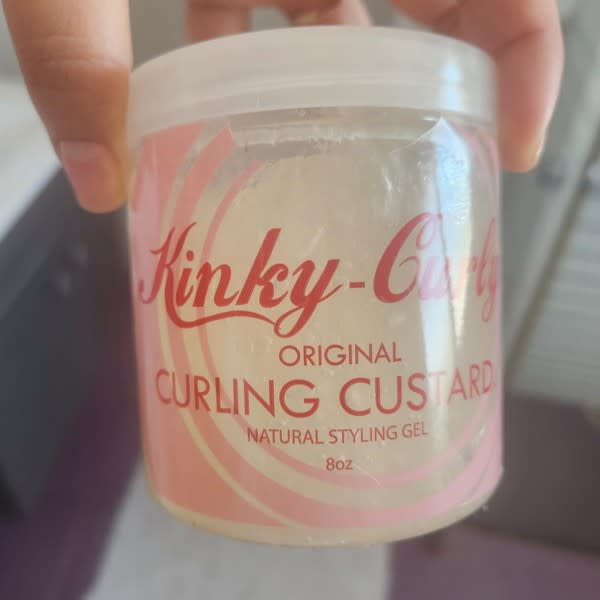 Kinky-Curly
ORIGINAL
CURLING CUSTARD
NATURAL STYLING GEL
8oz